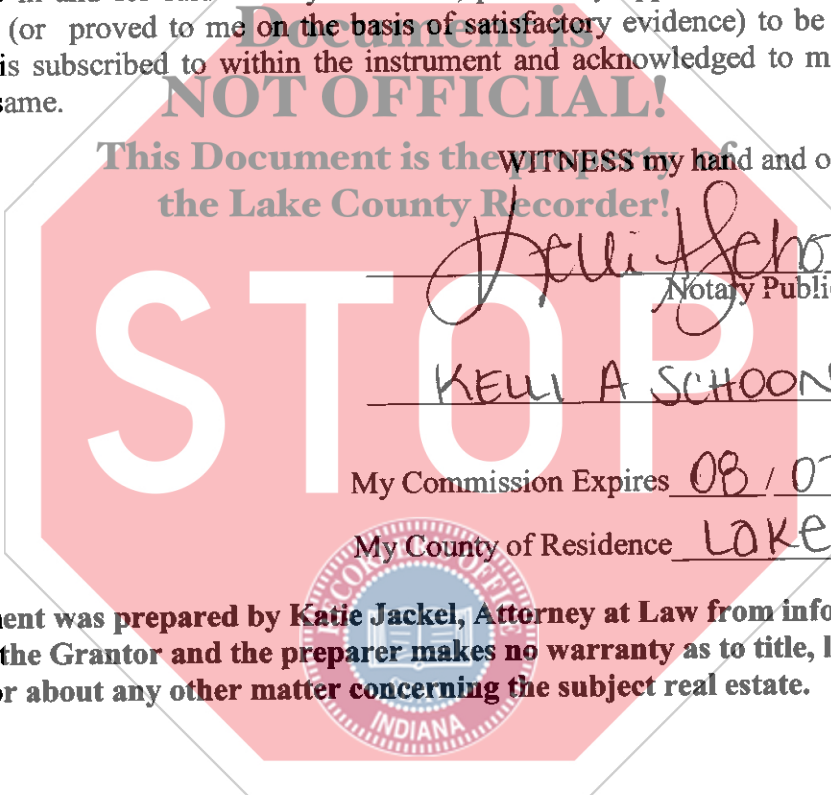 (or proved to me on the basis of satisfactory evidence) to be
is subscribed to within the instrument and acknowledged to m
same.
Document is
NOT OFFICIAL!
This Document is the property of
the Lake County Recorder!
STOP
WITNESS my hand and o
Kelli A Scho
Notary Publi
KELLI A SCHOON
My Commission Expires 08 / 07
My County of Residence Lake
ent was prepared by Katie Jackel, Attorney at Law from info
the Grantor and the preparer makes no warranty as to title, l
or about any other matter concerning the subject real estate.
RECORDER'S OFFICE
INDIANA